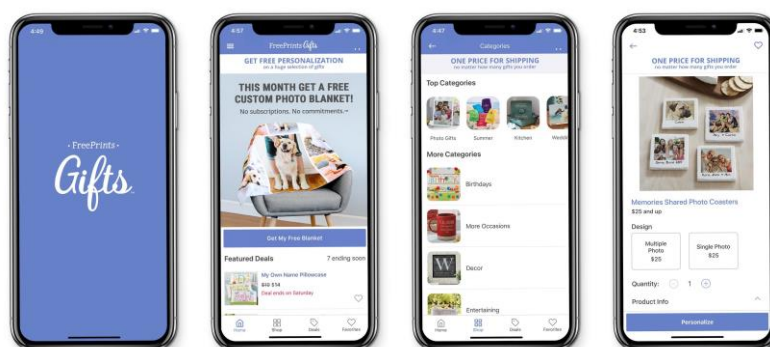 4:49
· FreePrints ·
Gifts
4:57
FreePrints Gifts
GET FREE PERSONALIZATION
on a huge selection of gifts
THIS MONTH GET A FREE
CUSTOM PHOTO BLANKET!
No subscriptions, No commitments.™
Get My Free Blanket
Featured Deals
7 ending soon
My Own Name Pillowcase
$14
Deal ends on Saturday
Home
Shop
Deals
Favorites
4:47
Categories
ONE PRICE FOR SHIPPING
no matter how many gifts you order
Top Categories
Photo Gifts
Summer
Kitchen
Weddin
More Categories
Birthdays
More Occasions
W
Decor
Entertaining
Home
Shop
Deals
Favorites
4:53
ONE PRICE FOR SHIPPING
no matter how many gifts you order
Memories Shared Photo Coasters
$25 and up
Design
Multiple
Photo
$25
Single Photo
$25
Quantity: - 1 +
Product Info
Personalize